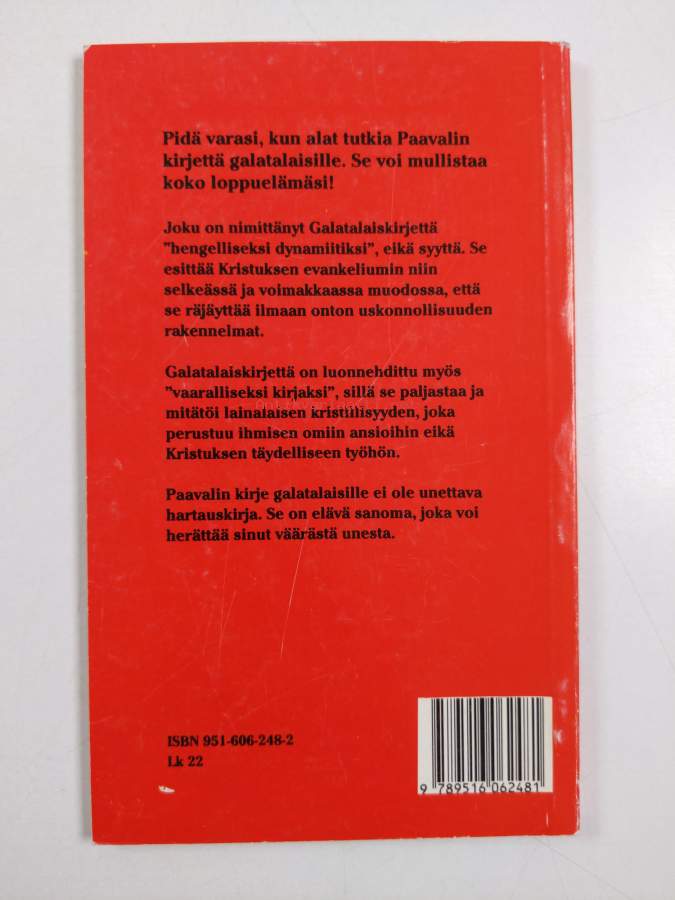 Pidä varasi, kun alat tutkia Paavalin
kirjettä galatalaisille. Se voi mullistaa
koko loppuelämäsi!
Joku on nimittänyt Galatalaiskirjettä
"hengelliseksi dynamiitiksi", eikä syyttä. Se
esittää Kristuksen evankeliumin niin
selkeässä ja voimakkaassa muodossa, että
se räjäyttää ilmaan onton uskonnollisuuden
rakennelmat.
Galatalaiskirjettä on luonnehdittu myös
"vaaralliseksi kirjaksi", sillä se paljastaa ja
mitätöi lainalaisen kristillisyyden, joka
perustuu ihmisen omiin ansioihin eikä
Kristuksen täydelliseen työhön.
Paavalin kirje galatalaisille ei ole unettava
hartauskirja. Se on elävä sanoma, joka voi
herättää sinut väärästä unesta.
ISBN 951-606-248-2
Lk 22
9 789516 062481